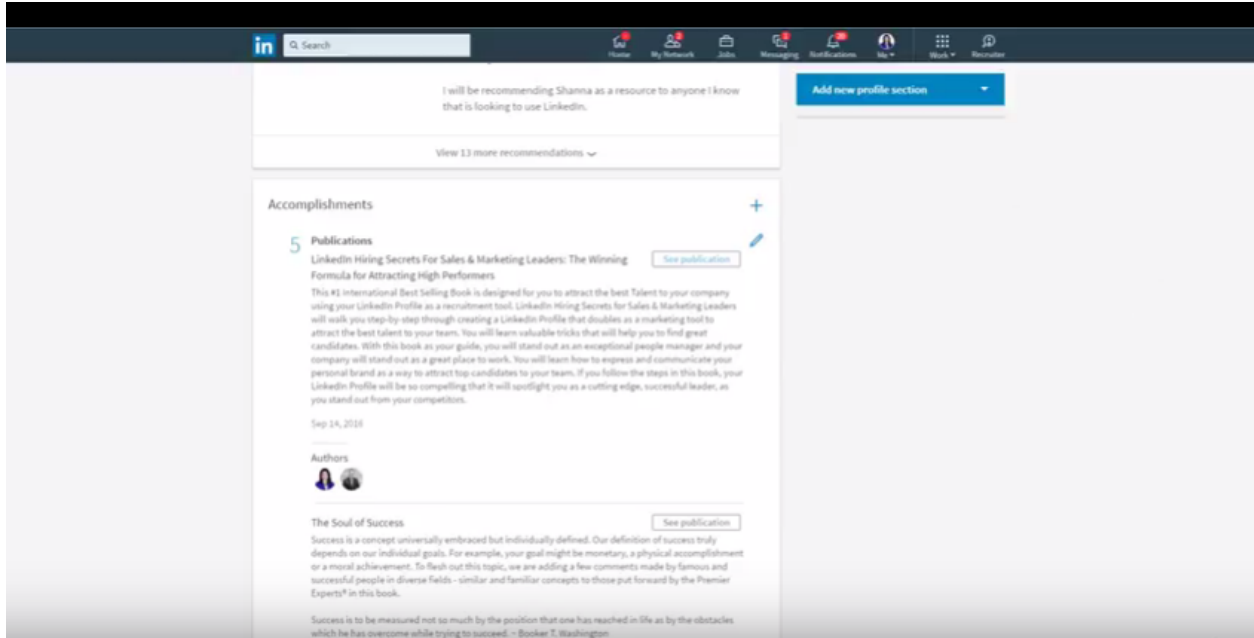 in
Search
Home
My Network
Jobs
Messaging
Notifications
Me
Work
Recruiter
I will be recommending Shanna as a resource to anyone I know
that is looking to use LinkedIn.
Add new profile section
View 13 more recommendations
Accomplishments
5 Publications
LinkedIn Hiring Secrets For Sales & Marketing Leaders: The Winning
Formula for Attracting High Performers
See publication
This #1 International Best Selling Book is designed for you to attract the best Talent to your company
using your LinkedIn Profile as a recruitment tool. LinkedIn Hiring Secrets for Sales & Marketing Leaders
will walk you step-by-step through creating a LinkedIn Profile that doubles as a marketing tool to
attract the best talent to your team. You will learn valuable tricks that will help you to find great
candidates. With this book as your guide, you will stand out as an exceptional people manager and your
company will stand out as a great place to work. You will learn how to express and communicate your
personal brand as a way to attract top candidates to your team. If you follow the steps in this book, your
LinkedIn Profile will be so compelling that it will spotlight you as a cutting edge, successful leader, as
you stand out from your competitors.
Sep 14, 2016
Authors
The Soul of Success
See publication
Success is a concept universally embraced but individually defined. Our definition of success truly
depends on our individual goals. For example, your goal might be monetary, a physical accomplishment
or a moral achievement. To flesh out this topic, we are adding a few comments made by famous and
successful people in diverse fields - similar and familiar concepts to those put forward by the Premier
Experts® in this book.
Success is to be measured not so much by the position that one has reached in life as by the obstacles
which he has overcome while trying to succeed. ~ Booker T. Washington